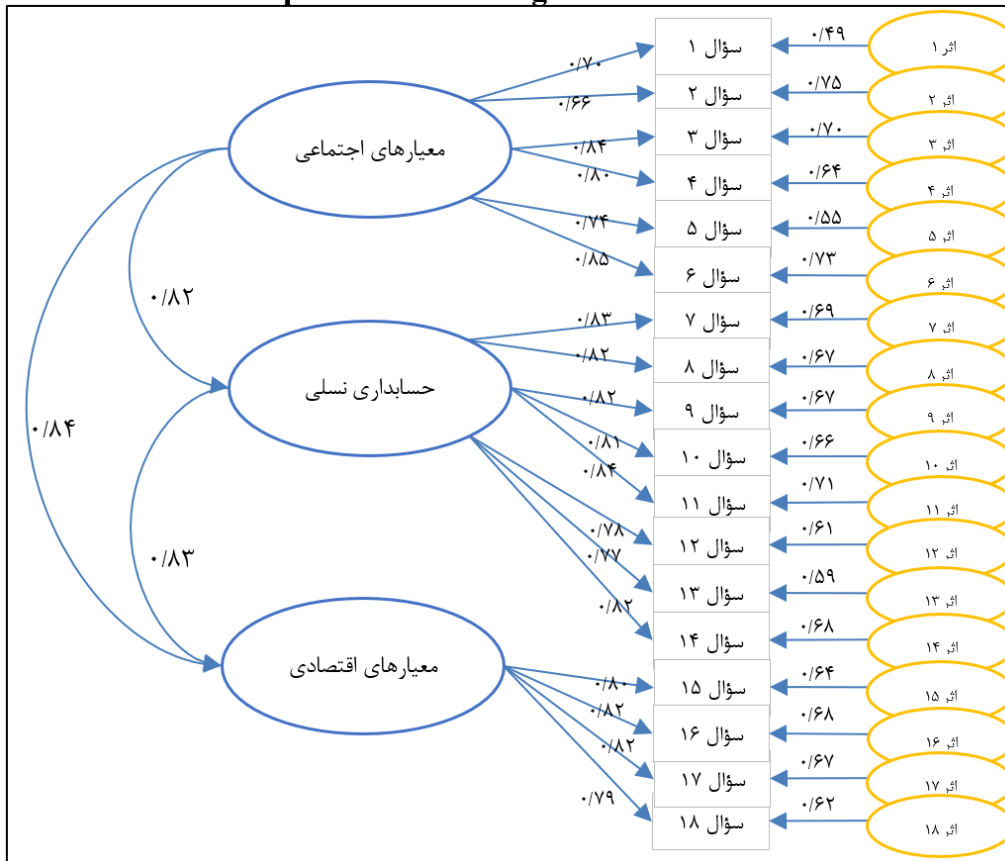 اثر ۱
۰/۴۹
سؤال ۱
۰/۷۰
اثر ۲
۰/۷۵
سؤال ۲
۰/۶۶
اثر ۳
۰/۷۰
سؤال ۳
۰/۸۴
اثر ۴
۰/۶۴
سؤال ۴
۰/۸۰
اثر ۵
۰/۵۵
سؤال ۵
۰/۷۴
اثر ۶
۰/۷۳
سؤال ۶
۰/۸۵
معیارهای اجتماعی
۰/۸۲
اثر ۷
۰/۶۹
سؤال ۷
۰/۸۳
اثر ۸
۰/۶۷
سؤال ۸
۰/۸۲
اثر ۹
۰/۶۷
سؤال ۹
۰/۸۲
اثر ۱۰
۰/۶۶
سؤال ۱۰
۰/۸۱
اثر ۱۱
۰/۷۱
سؤال ۱۱
۰/۸۴
اثر ۱۲
۰/۶۱
سؤال ۱۲
۰/۷۸
اثر ۱۳
۰/۵۹
سؤال ۱۳
۰/۷۷
اثر ۱۴
۰/۶۸
سؤال ۱۴
۰/۸۲
حسابداری نسلی
۰/۸۴
۰/۸۳
اثر ۱۵
۰/۶۴
سؤال ۱۵
۰/۸۰
اثر ۱۶
۰/۶۸
سؤال ۱۶
۰/۸۲
اثر ۱۷
۰/۶۷
سؤال ۱۷
۰/۸۲
اثر ۱۸
۰/۶۲
سؤال ۱۸
۰/۷۹
معیارهای اقتصادی